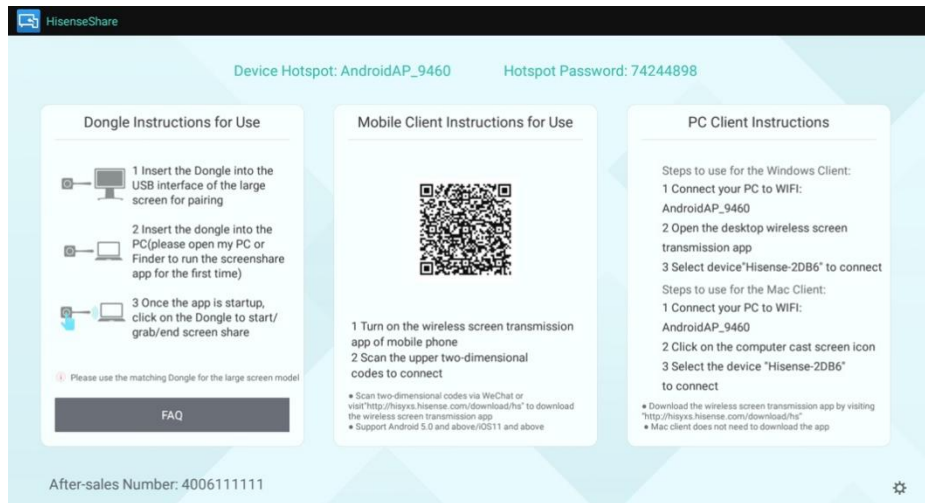 HisenseShare
Device Hotspot: AndroidAP_9460
Hotspot Password: 74244898
Dongle Instructions for Use
1 Insert the Dongle into the
USB interface of the large
screen for pairing
2 Insert the dongle into the
PC(please open my PC or
Finder to run the screenshare
app for the first time)
3 Once the app is startup,
click on the Dongle to start/
grab/end screen share
Please use the matching Dongle for the large screen model
FAQ
Mobile Client Instructions for Use
1 Turn on the wireless screen transmission
app of mobile phone
2 Scan the upper two-dimensional
codes to connect
● Scan two-dimensional codes via WeChat or
visit"http://hisyxs.hisense.com/download/hs" to download
the wireless screen transmission app
● Support Android 5.0 and above/iOS11 and above
PC Client Instructions
Steps to use for the Windows Client:
1 Connect your PC to WIFI:
AndroidAP_9460
2 Open the desktop wireless screen
transmission app
3 Select device"Hisense-2DB6" to connect
Steps to use for the Mac Client:
1 Connect your PC to WIFI:
AndroidAP_9460
2 Click on the computer cast screen icon
3 Select the device "Hisense-2DB6"
to connect
● Download the wireless screen transmission app by visiting
"http://hisyxs.hisense.com/download/hs"
● Mac client does not need to download the app
After-sales Number: 4006111111